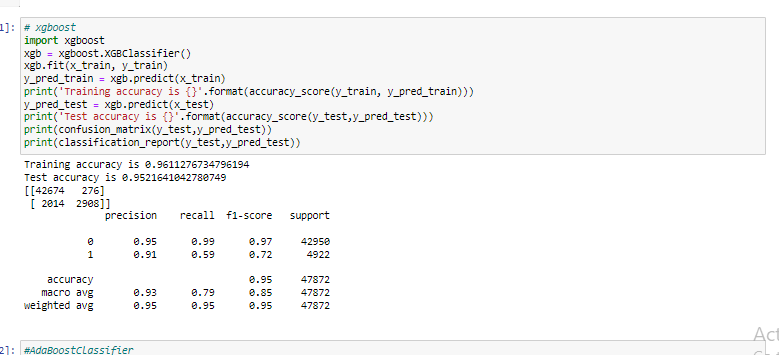 1]: # xgboost
import xgboost
xgb = xgboost.XGBClassifier()
xgb.fit(x_train, y_train)
y_pred_train = xgb.predict(x_train)
print('Training accuracy is {}'.format(accuracy_score(y_train, y_pred_train)))
y_pred_test = xgb.predict(x_test)
print('Test accuracy is {}'.format(accuracy_score(y_test,y_pred_test)))
print(confusion_matrix(y_test,y_pred_test))
print(classification_report(y_test,y_pred_test))
Training accuracy is 0.9611276734796194
Test accuracy is 0.9521641042780749
[[42674   276]
 [ 2014  2908]]
              precision    recall  f1-score   support

           0       0.95      0.99      0.97     42950
           1       0.91      0.59      0.72      4922

    accuracy                           0.95     47872
   macro avg       0.93      0.79      0.85     47872
weighted avg       0.95      0.95      0.95     47872
Act
2]: #AdaBoostClassifier